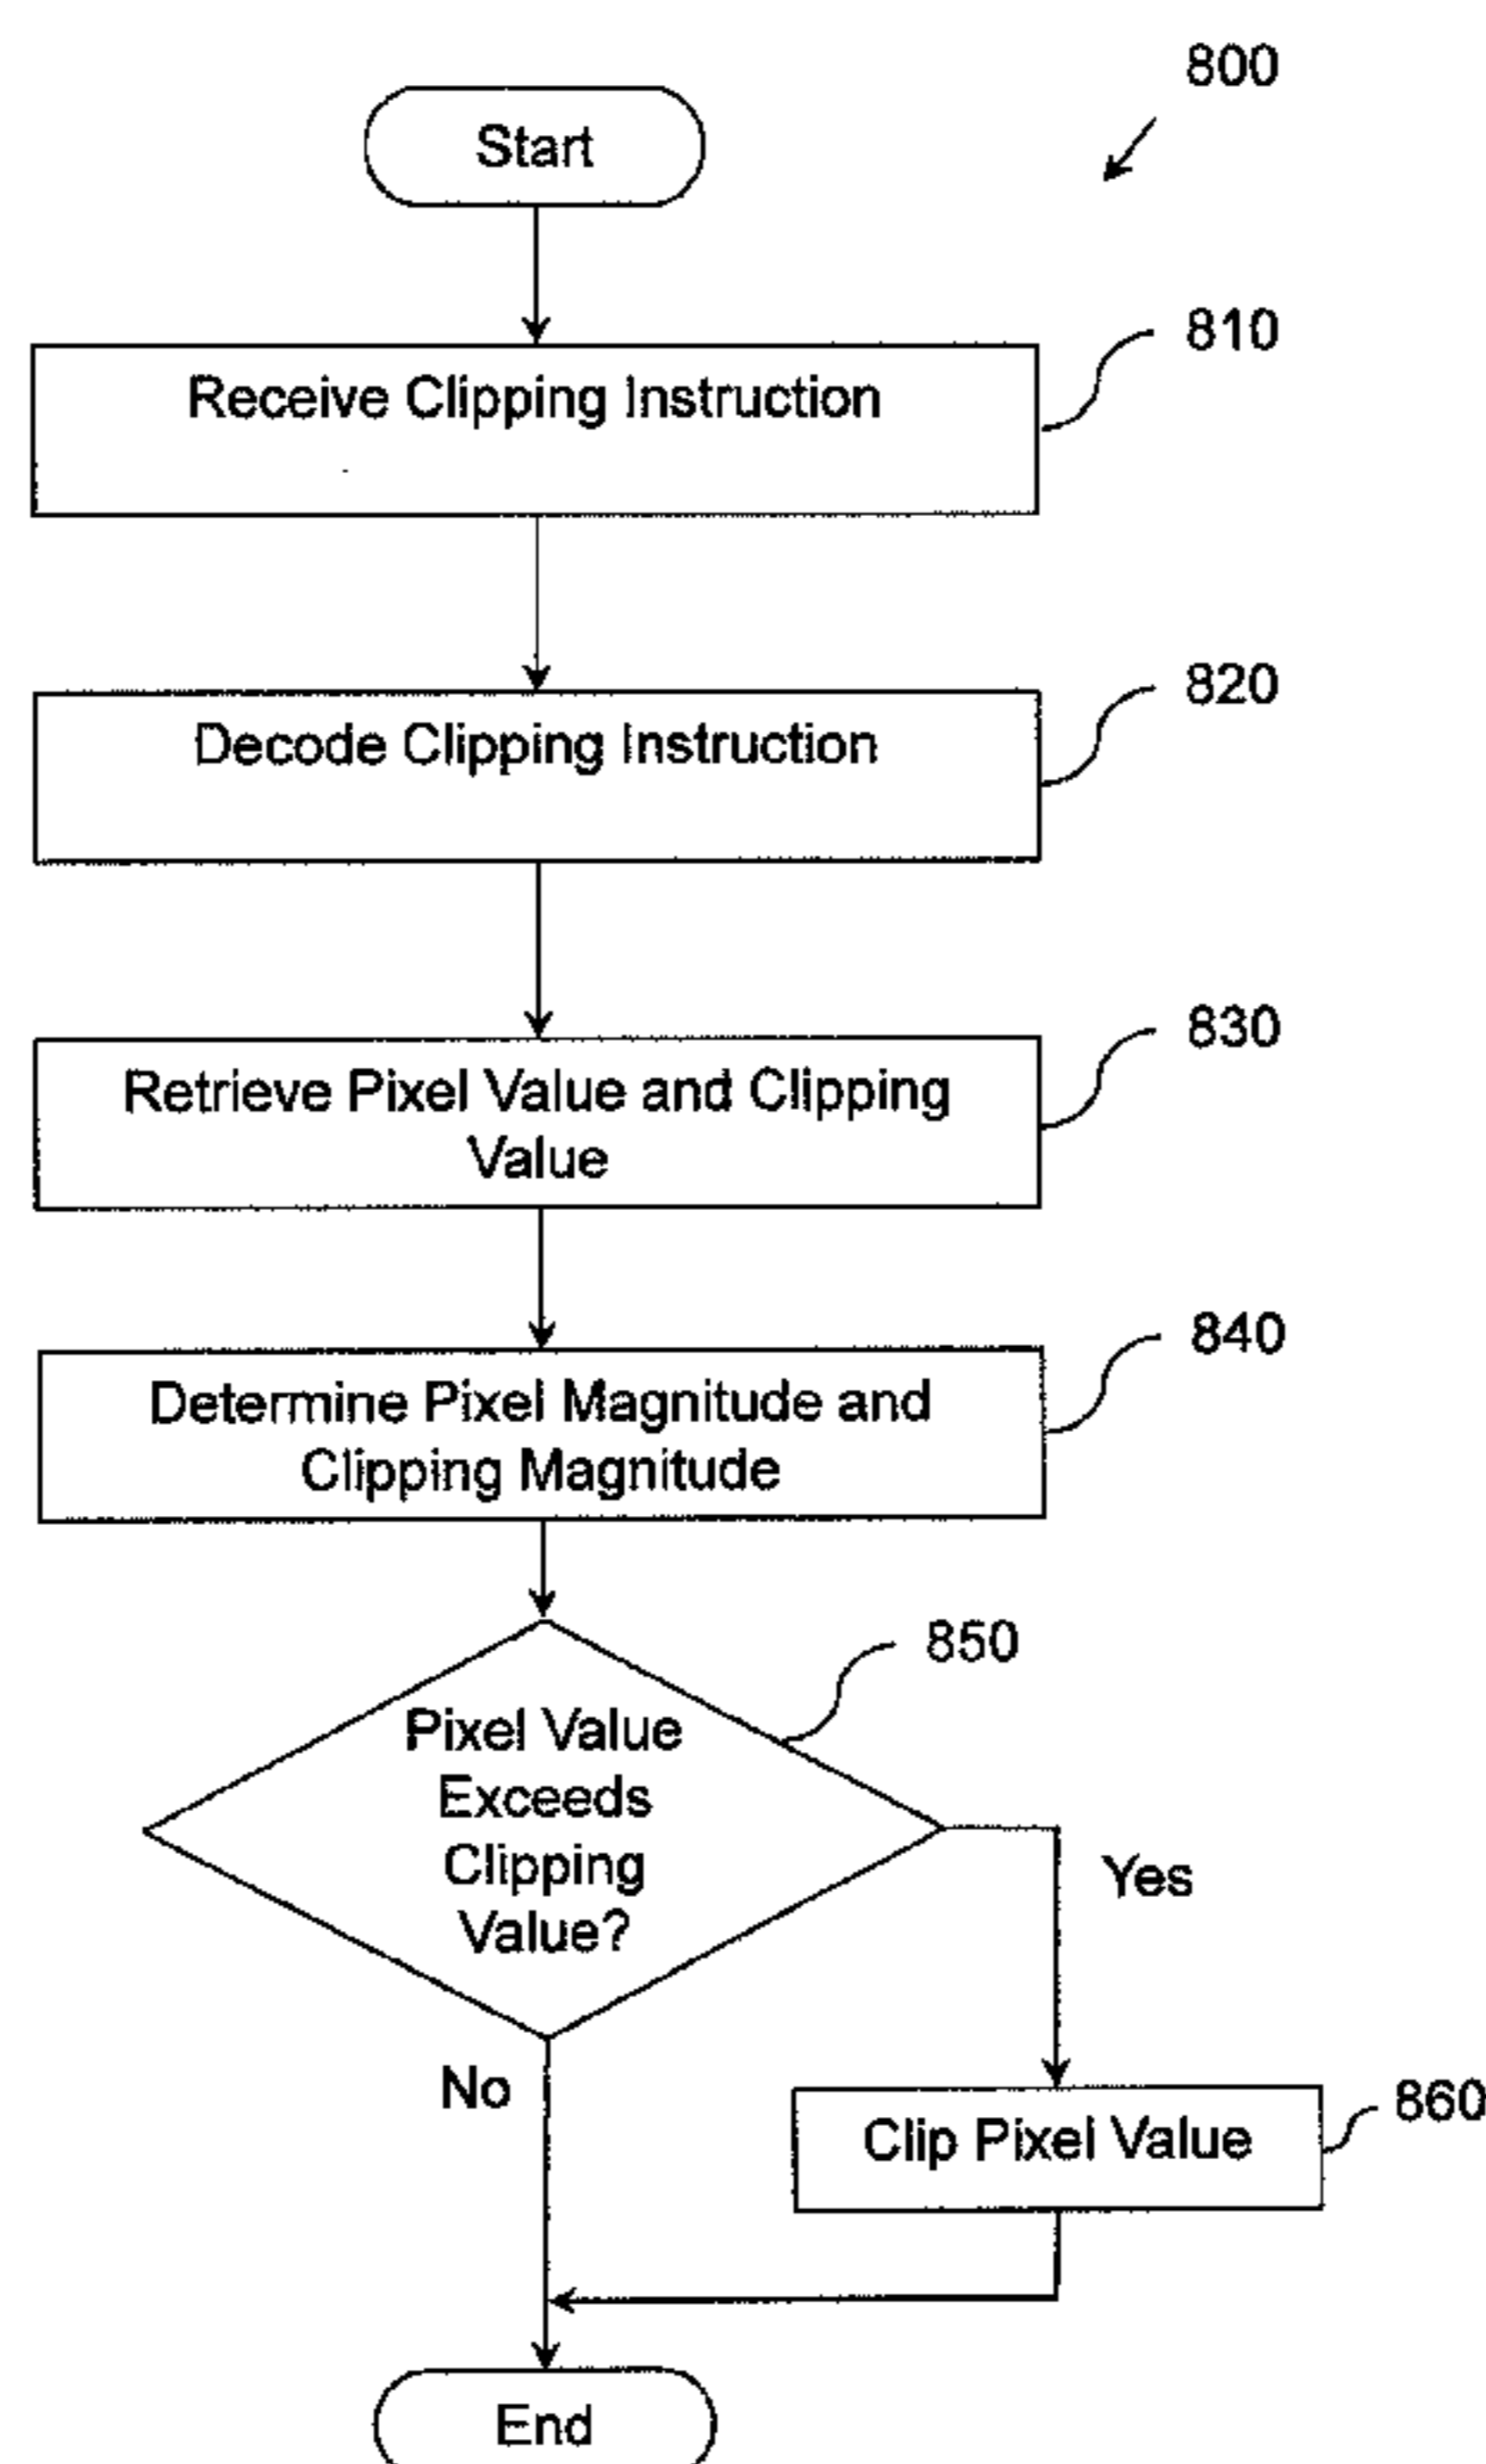 800
Start
Receive Clipping Instruction
810
Decode Clipping Instruction
820
Retrieve Pixel Value and Clipping
Value
830
Determine Pixel Magnitude and
Clipping Magnitude
840
Pixel Value
Exceeds
Clipping
Value?
850
Yes
No
Clip Pixel Value
860
End